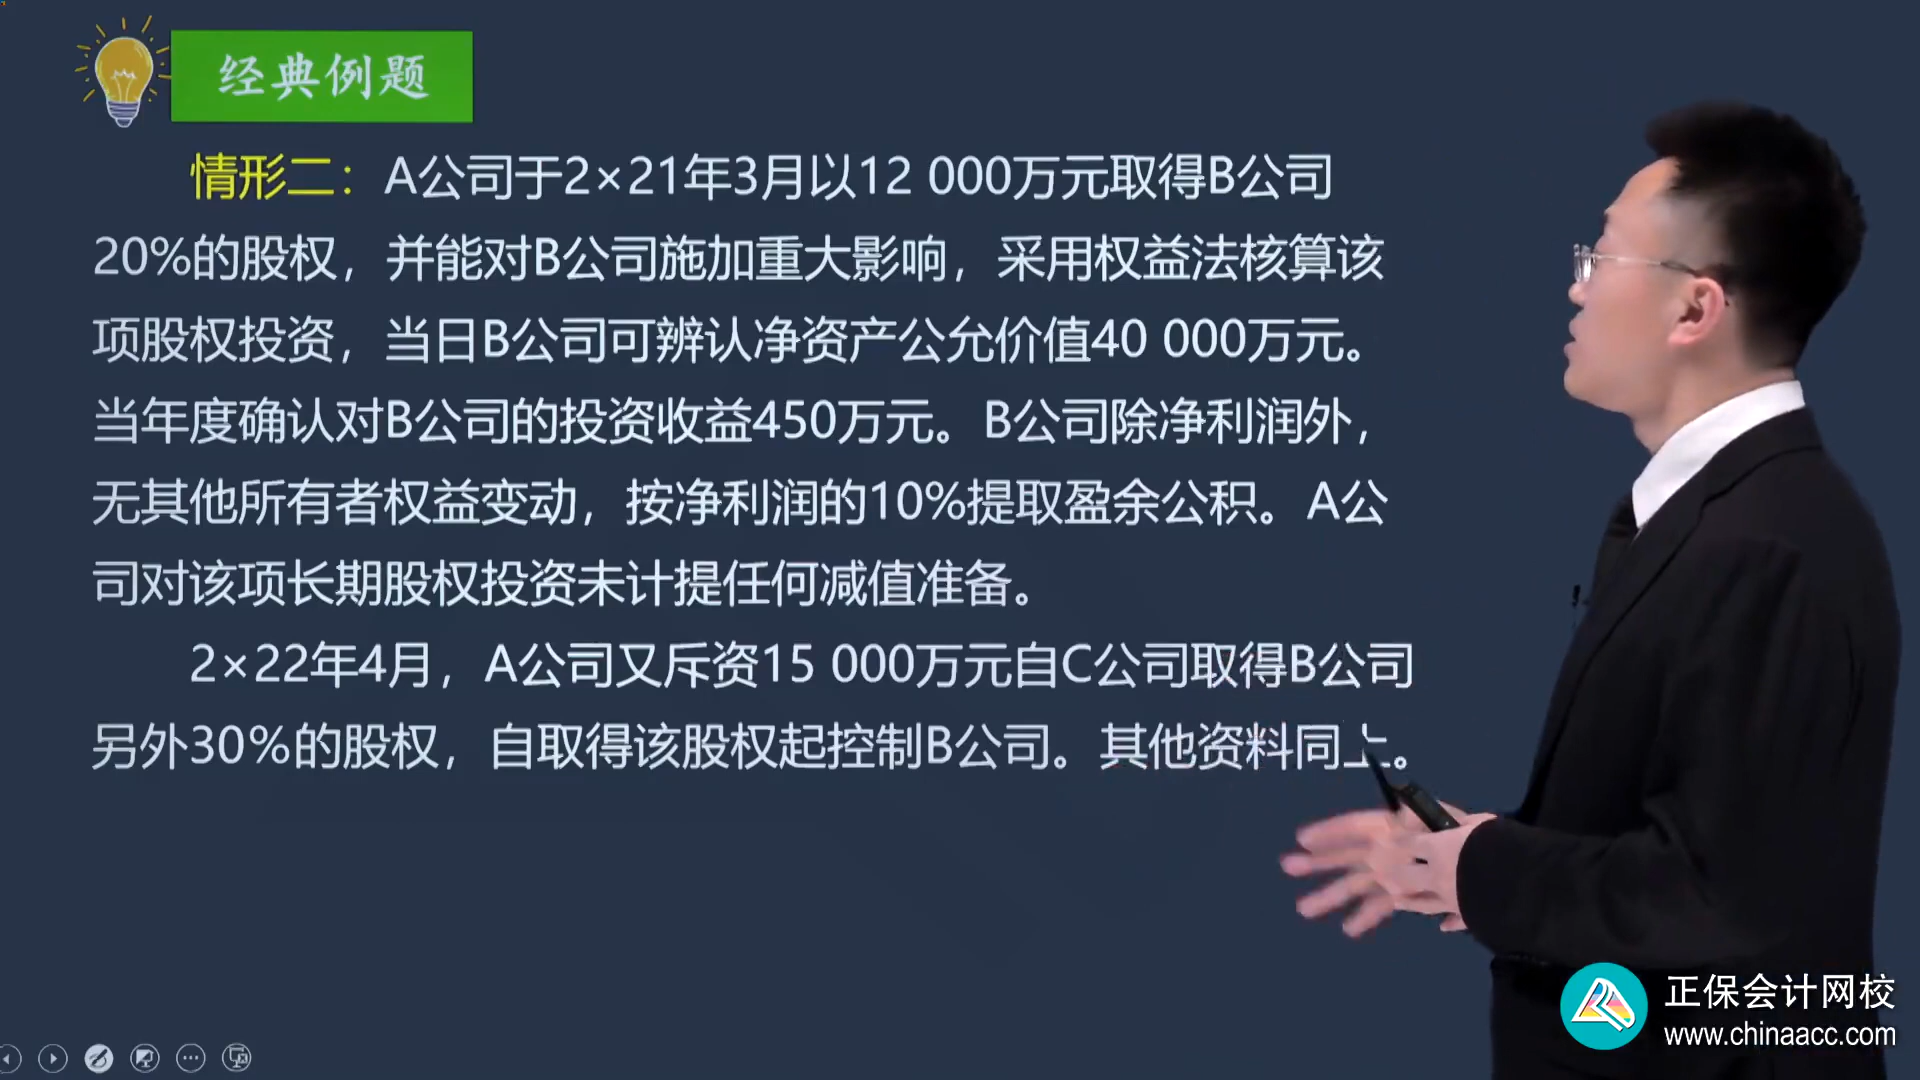 经典例题
情形二：A公司于2×21年3月以12 000万元取得B公司
20%的股权，并能对B公司施加重大影响，采用权益法核算该
项股权投资，当日B公司可辨认净资产公允价值40 000万元。
当年度确认对B公司的投资收益450万元。B公司除净利润外，
无其他所有者权益变动，按净利润的10%提取盈余公积。A公
司对该项长期股权投资未计提任何减值准备。
2×22年4月，A公司又斥资15 000万元自C公司取得B公司
另外30%的股权，自取得该股权起控制B公司。其他资料同上。
正保会计网校
www.chinaacc.com